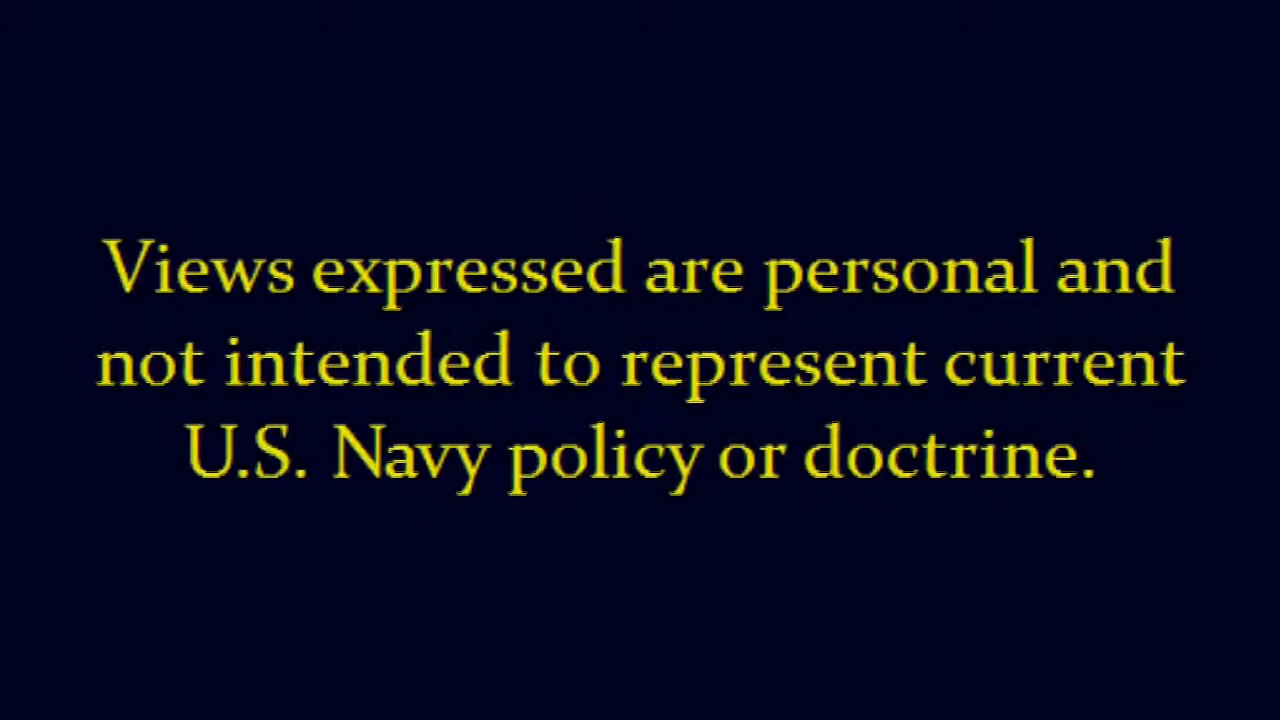 Views expressed are personal and
not intended to represent current
U.S. Navy policy or doctrine.